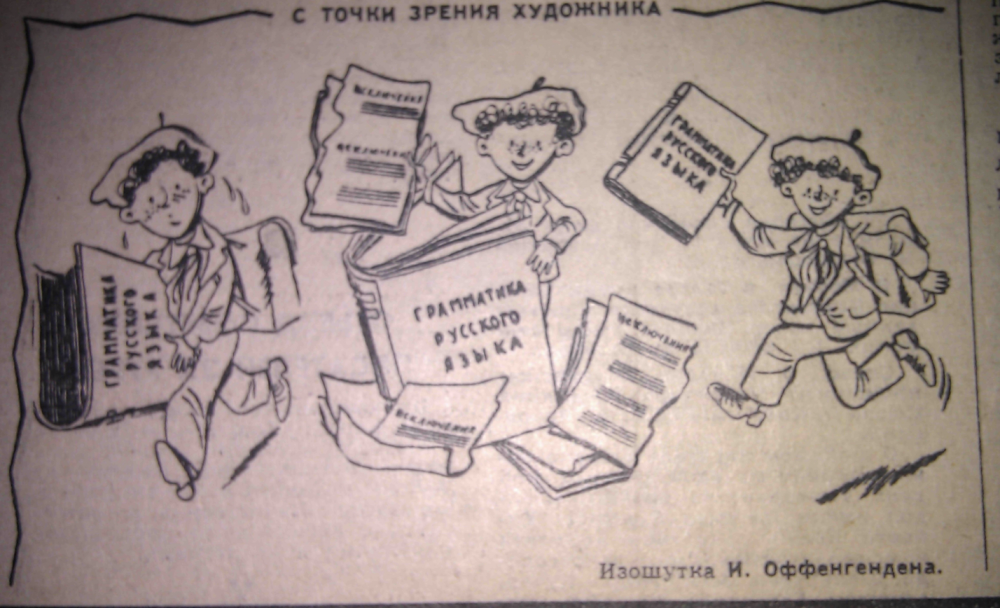 С ТОЧКИ ЗРЕНИЯ ХУДОЖНИКА
ГРАММАТИКА
РУССКОГО
ЯЗЫКА
ИСКЛЮЧЕНИЯ
ИСКЛЮЧЕНИЯ
ГРАММАТИКА
РУССКОГО
ЯЗЫКА
ИСКЛЮЧЕНИЯ
ИСКЛЮЧЕНИЯ
ГРАММАТИКА
РУССКОГО
ЯЗЫКА
Изошутка И. Оффенгендена.